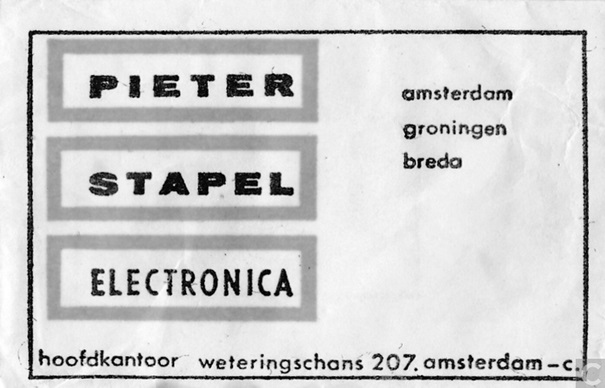 PIETER
STAPEL
ELECTRONICA
amsterdam
groningen
breda
hoofdkantoor weteringschans 207. amsterdam-c.